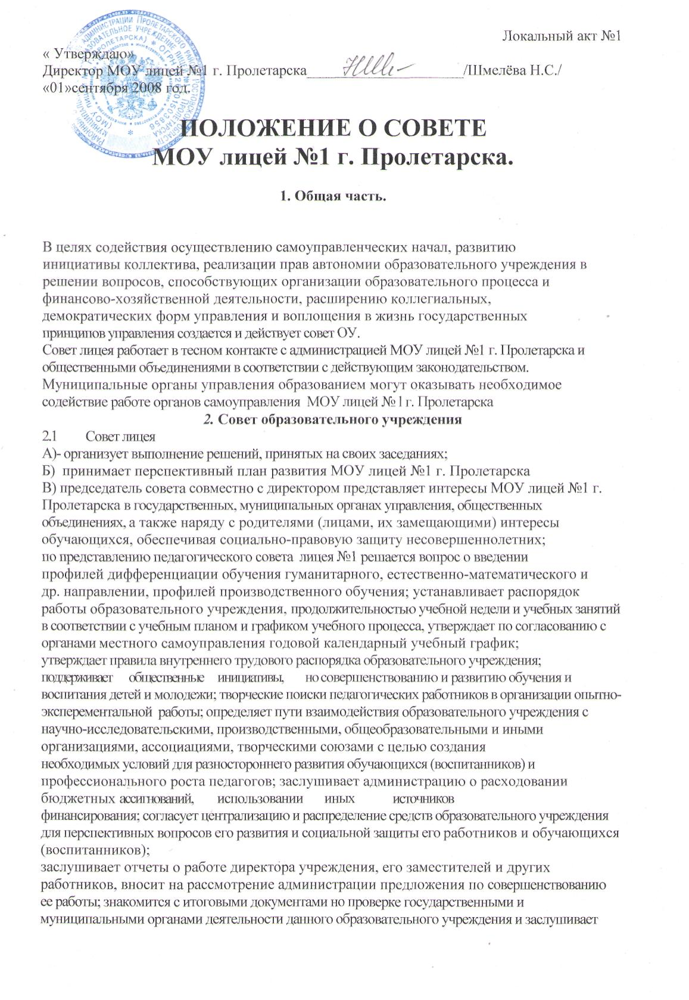 Локальный акт №1
« Утверждаю»
Директор МОУ лицей №1 г. Пролетарска____________________/Шмелёва Н.С./
«01»сентября 2008 год.
ПОЛОЖЕНИЕ О СОВЕТЕ
МОУ лицей №1 г. Пролетарска.
1. Общая часть.
В целях содействия осуществлению самоуправленческих начал, развитию
инициативы коллектива, реализации прав автономии образовательного учреждения в
решении вопросов, способствующих организации образовательного процесса и
финансово-хозяйственной деятельности, расширению коллегиальных,
демократических форм управления и воплощения в жизнь государственных
принципов управления создается и действует совет ОУ.
Совет лицея работает в тесном контакте с администрацией МОУ лицей №1 г. Пролетарска и
общественными объединениями в соответствии с действующим законодательством.
Муниципальные органы управления образованием могут оказывать необходимое
содействие работе органов самоуправления МОУ лицей № 1 г. Пролетарска
2. Совет образовательного учреждения
2.1 Совет лицея
А)- организует выполнение решений, принятых на своих заседаниях;
Б) принимает перспективный план развития МОУ лицей №1 г. Пролетарска
В) председатель совета совместно с директором представляет интересы МОУ лицей №1 г.
Пролетарска в государственных, муниципальных органах управления, общественных
объединениях, а также наряду с родителями (лицами, их замещающими) интересы
обучающихся, обеспечивая социально-правовую защиту несовершеннолетних;
по представлению педагогического совета лицея №1 решается вопрос о введении
профилей дифференциации обучения гуманитарного, естественно-математического и
др. направлении, профилей производственного обучения; устанавливает распорядок
работы образовательного учреждения, продолжительностью учебной недели и учебных занятий
в соответствии с учебным планом и графиком учебного процесса, утверждает по согласованию с
органами местного самоуправления годовой календарный учебный график;
утверждает правила внутреннего трудового распорядка образовательного учреждения;
поддерживает общественные инициативы, но совершенствованию и развитию обучения и
воспитания детей и молодежи; творческие поиски педагогических работников в организации опытно-
эксперементальной работы; определяет пути взаимодействия образовательного учреждения с
научно-исследовательскими, производственными, общеобразовательными и иными
организациями, ассоциациями, творческими союзами с целью создания
необходимых условий для разностороннего развития обучающихся (воспитанников) и
профессионального роста педагогов; заслушивает администрацию о расходовании
бюджетных ассигнований, использовании иных источников
финансирования; согласует централизацию и распределение средств образовательного учреждения
для перспективных вопросов его развития и социальной защиты его работников и обучающихся
(воспитанников);
заслушивает отчеты о работе директора учреждения, его заместителей и других
работников, вносит на рассмотрение администрации предложения по совершенствованию
ее работы; знакомится с итоговыми документами но проверке государственными и
муниципальными органами деятельности данного образовательного учреждения и заслушивает